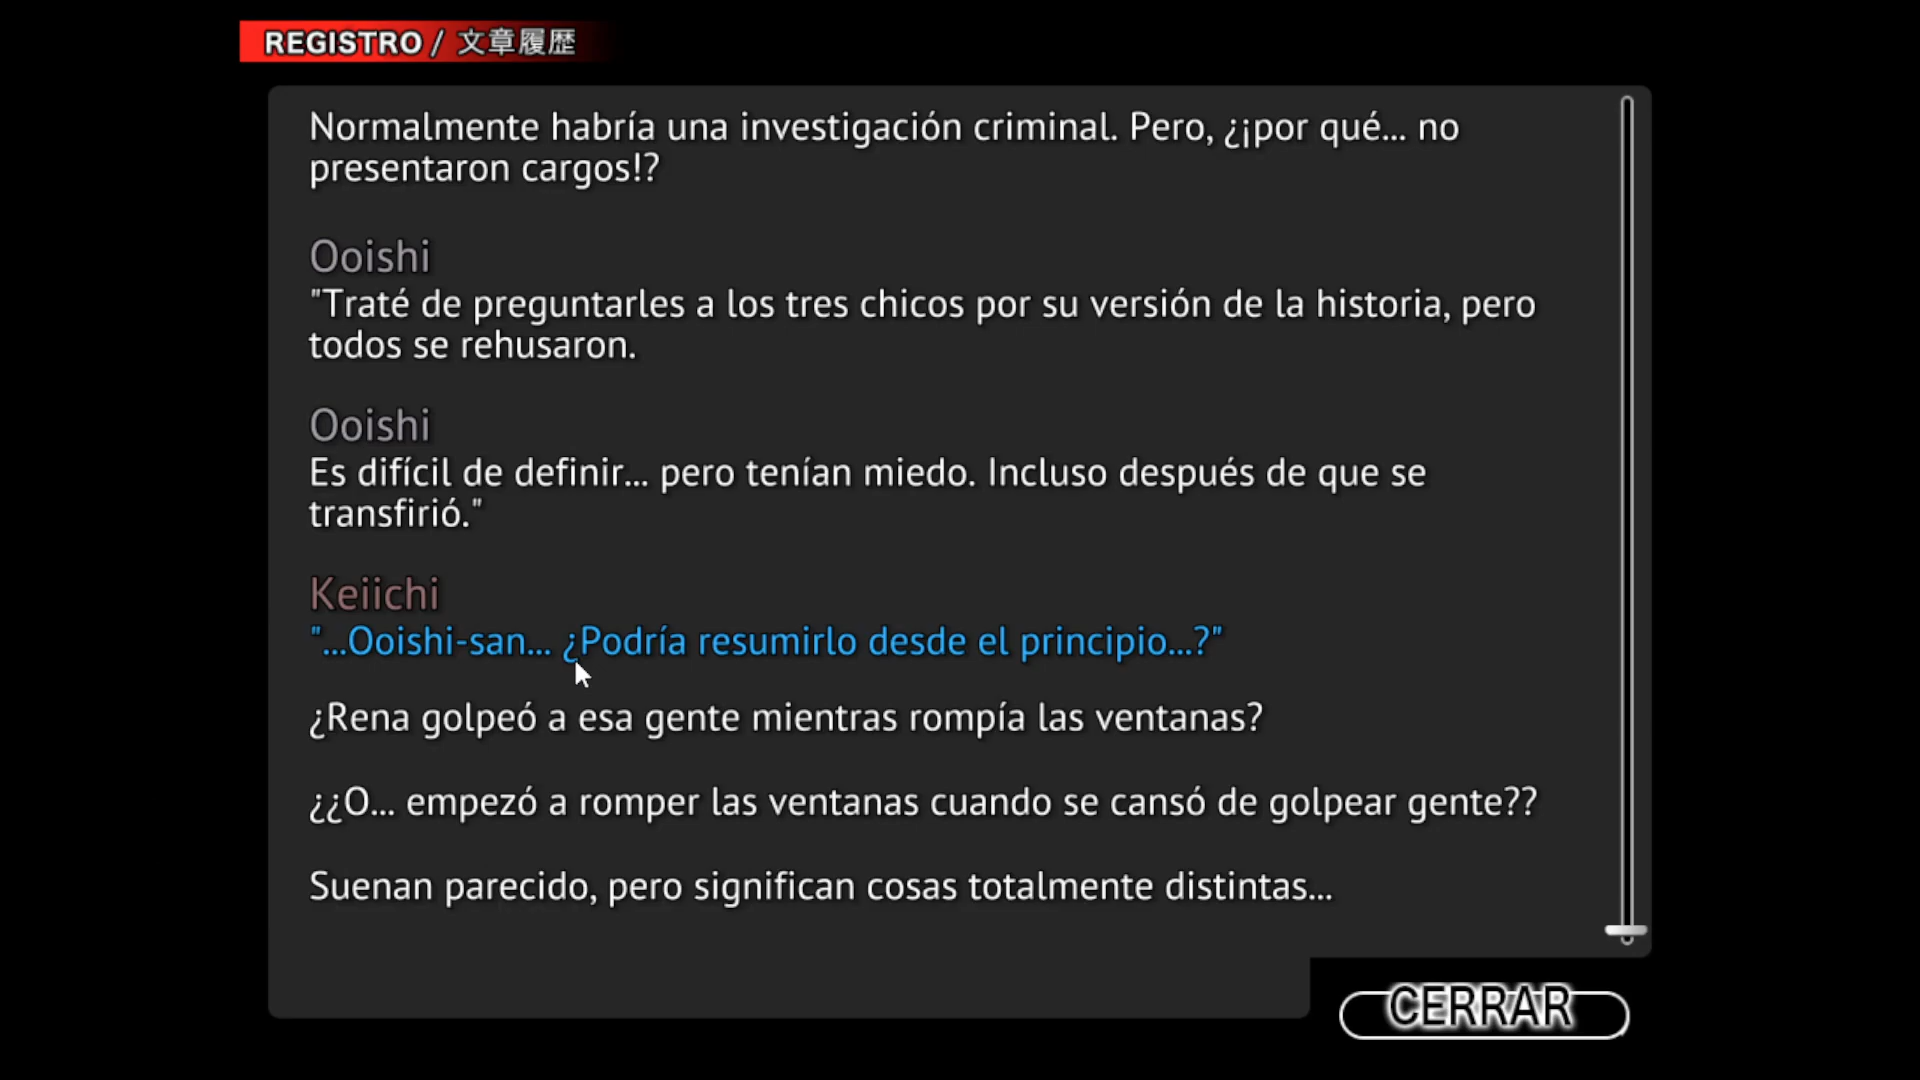 REGISTRO / 文章履歴
Normalmente habría una investigación criminal. Pero, ¿¡por qué... no
presentaron cargos!?
Ooishi
"Traté de preguntarles a los tres chicos por su versión de la historia, pero
todos se rehusaron.
Ooishi
Es difícil de definir... pero tenían miedo. Incluso después de que se
transfirió."
Keiichi
"...Ooishi-san... ¿Podría resumirlo desde el principio...?"
¿Rena golpeó a esa gente mientras rompía las ventanas?
¿¿O... empezó a romper las ventanas cuando se cansó de golpear gente??
Suenan parecido, pero significan cosas totalmente distintas...
CERRAR